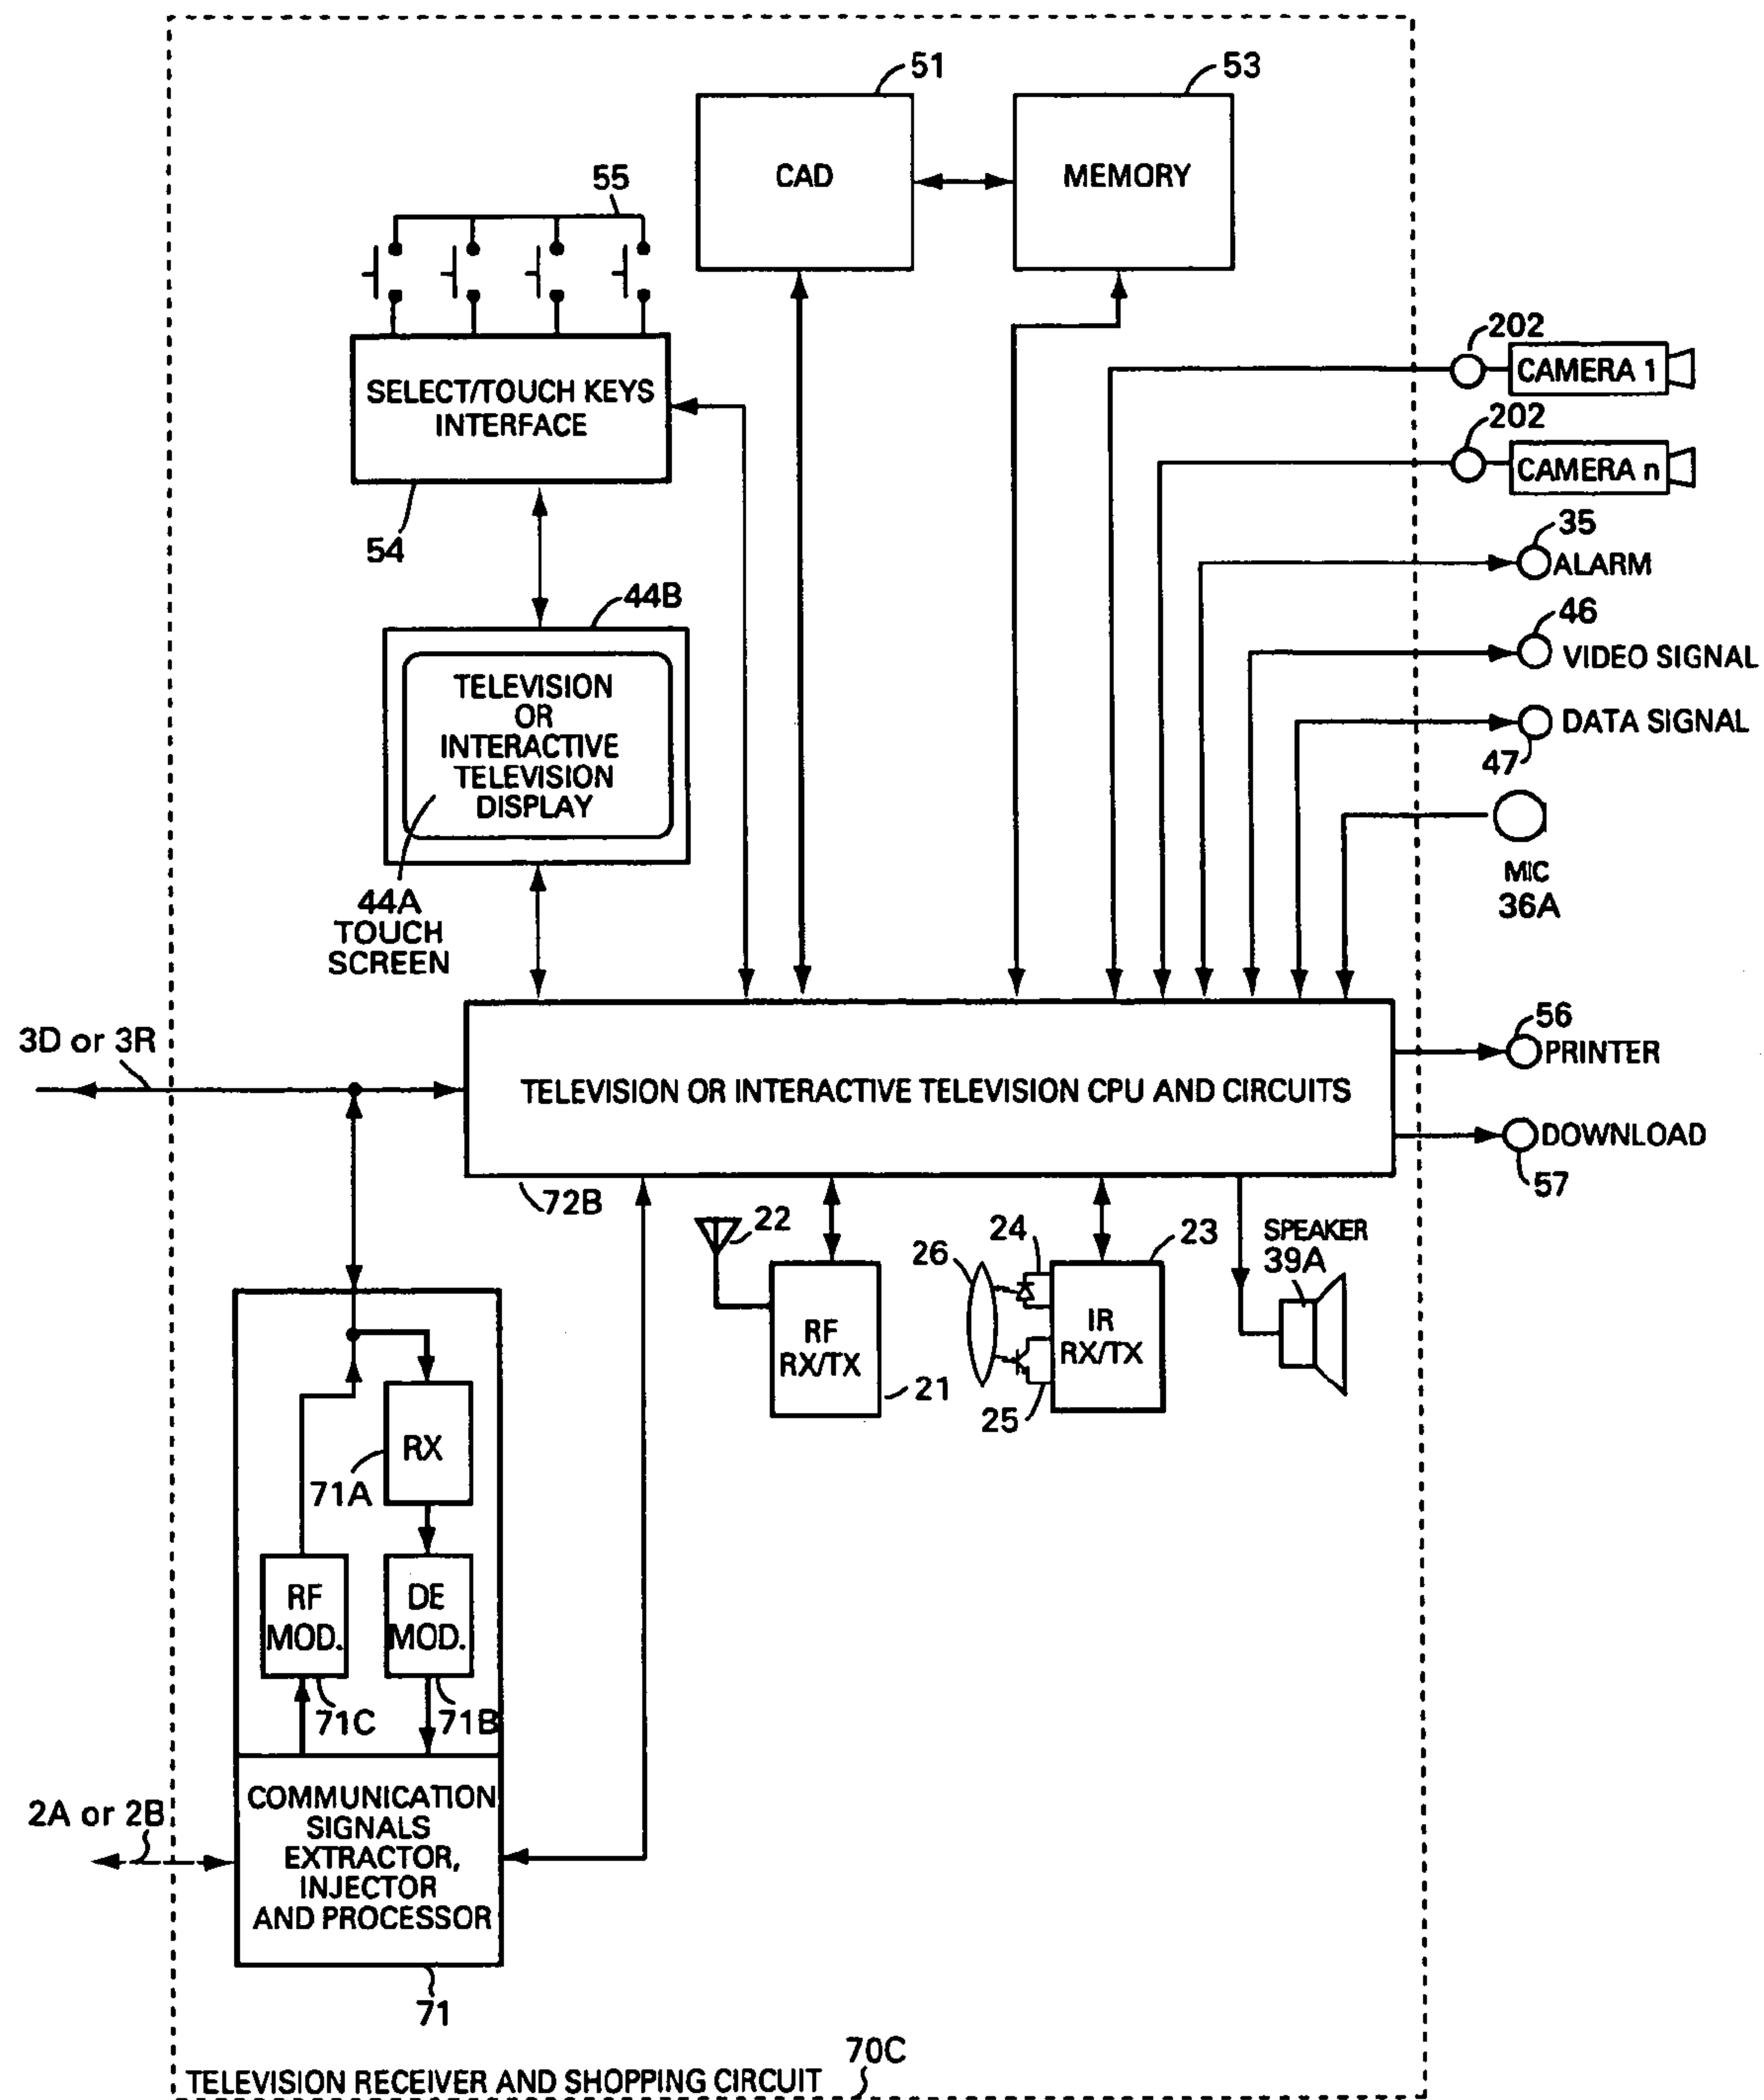 51
53
CAD
MEMORY
55
SELECT/TOUCH KEYS
INTERFACE
54
202
CAMERA 1
202
CAMERA n
35
ALARM
46
VIDEO SIGNAL
DATA SIGNAL
47
MIC
36A
44B
TELEVISION
OR
INTERACTIVE
TELEVISION
DISPLAY
44A
TOUCH
SCREEN
3D or 3R
TELEVISION OR INTERACTIVE TELEVISION CPU AND CIRCUITS
72B
56
PRINTER
DOWNLOAD
57
22
RF
RX/TX
21
26
24
23
IR
RX/TX
25
SPEAKER
39A
RX
71A
RF
MOD.
DE
MOD.
71C
71B
COMMUNICATION
SIGNALS
EXTRACTOR,
INJECTOR
AND PROCESSOR
2A or 2B
71
TELEVISION RECEIVER AND SHOPPING CIRCUIT
70C